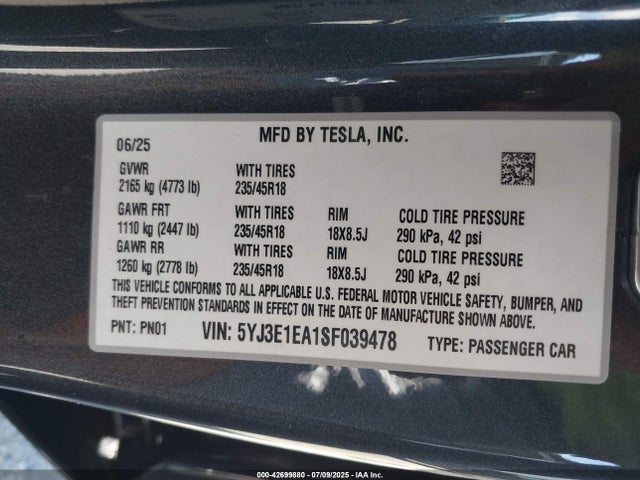 MFD BY TESLA, INC.
06/25
GVWR WITH TIRES
2165 kg (4773 lb) 235/45R18
GAWR FRT WITH TIRES RIM COLD TIRE PRESSURE
1110 kg (2447 lb) 235/45R18 18X8.5J 290 kPa, 42 psi
GAWR RR WITH TIRES RIM COLD TIRE PRESSURE
1260 kg (2778 lb) 235/45R18 18X8.5J 290 kPa, 42 psi
THIS VEHICLE CONFORMS TO ALL APPLICABLE U.S. FEDERAL MOTOR VEHICLE SAFETY, BUMPER, AND
THEFT PREVENTION STANDARDS IN EFFECT ON THE DATE OF MANUFACTURE SHOWN ABOVE.
PNT: PN01 VIN: 5YJ3E1EA1SF039478 TYPE: PASSENGER CAR
000-42699880 | 07/09/2025 | IAA Inc.